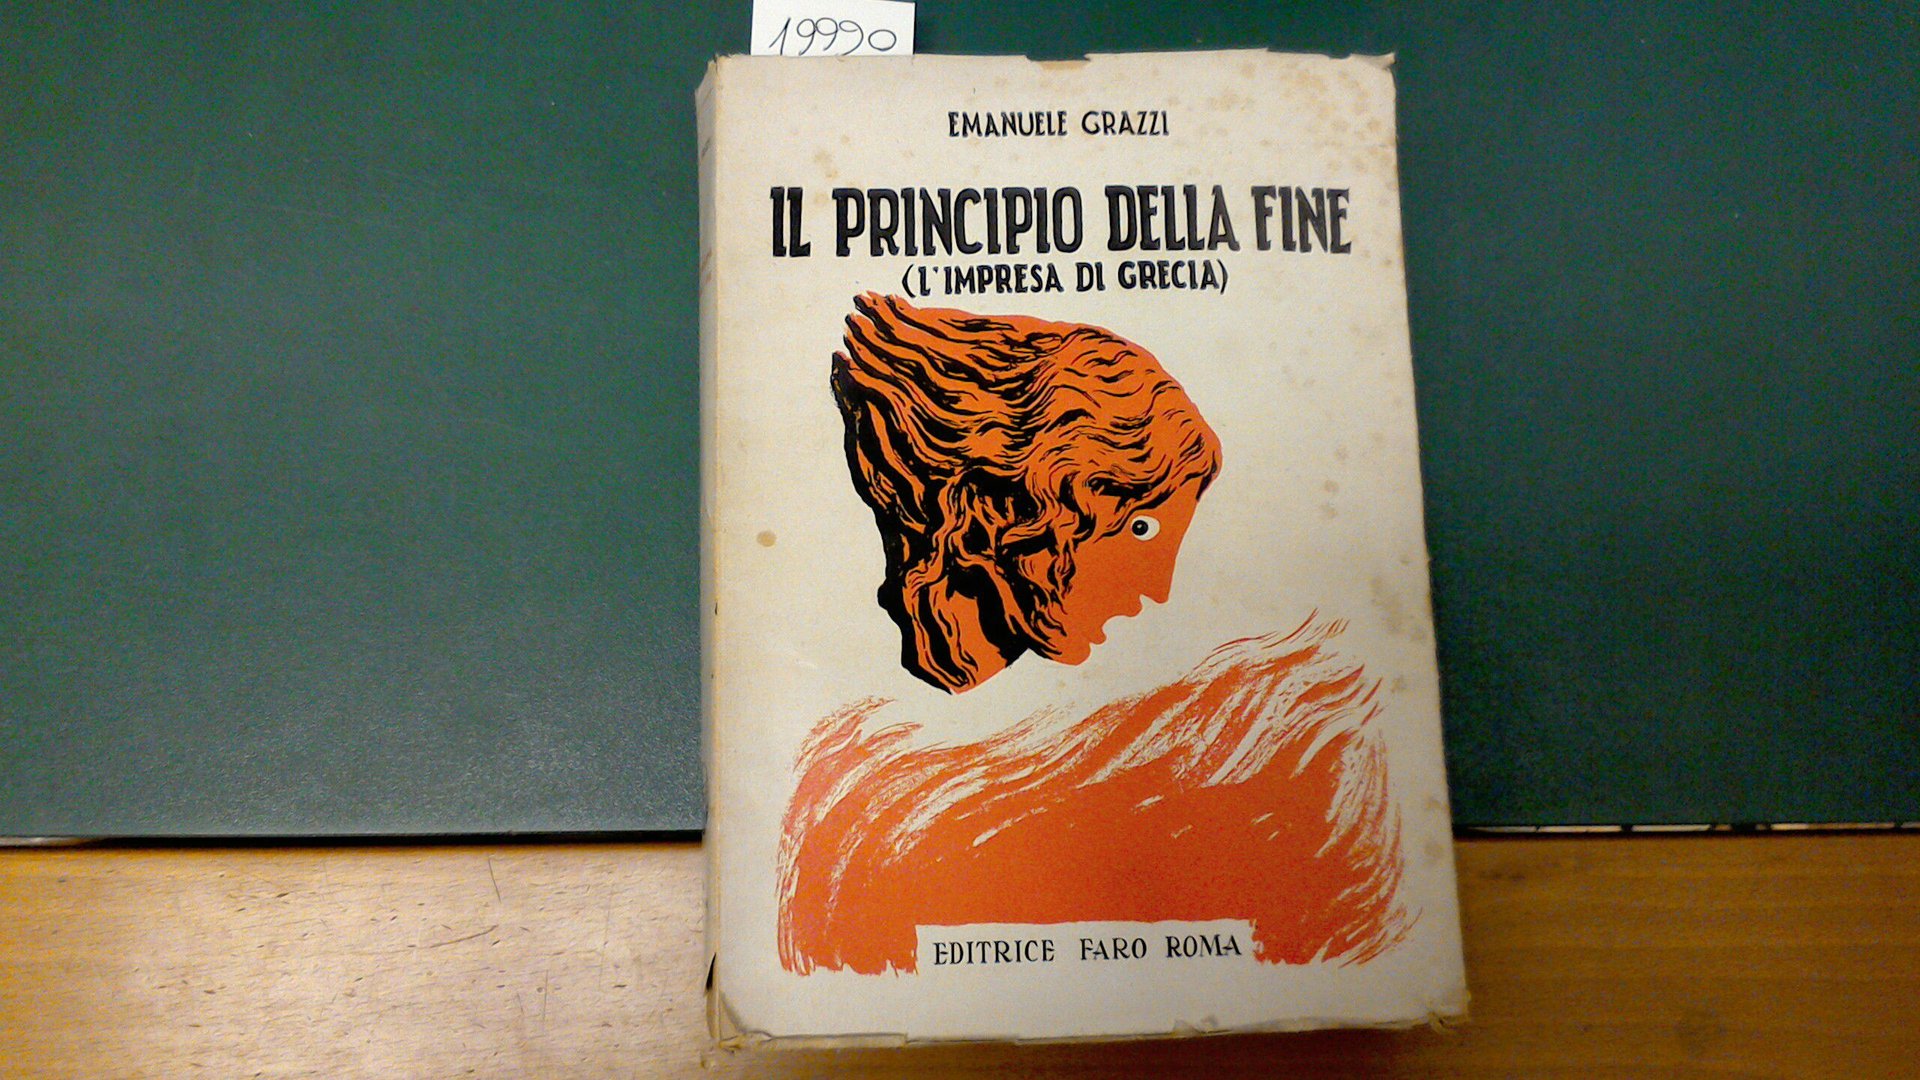 19990
EMANUELE GRAZZI
IL PRINCIPIO DELLA FINE
(L'IMPRESA DI GRECIA)
EDITRICE FARO ROMA